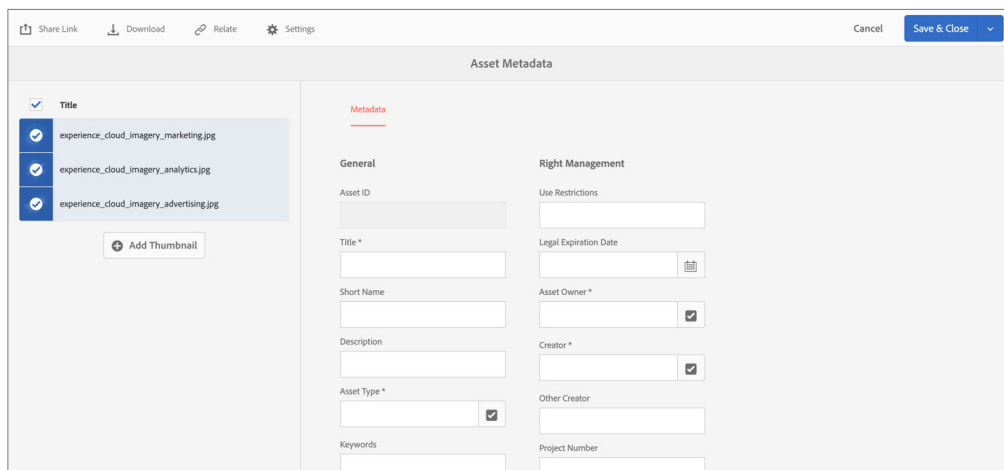 Share Link
Download
Relate
Settings
Cancel
Save & Close
Asset Metadata
Title
experience_cloud_imagery_marketing.jpg
experience_cloud_imagery_analytics.jpg
experience_cloud_imagery_advertising.jpg
Add Thumbnail
Metadata
General
Asset ID
Title *
Short Name
Description
Asset Type *
Keywords
Right Management
Use Restrictions
Legal Expiration Date
Asset Owner *
Creator *
Other Creator
Project Number